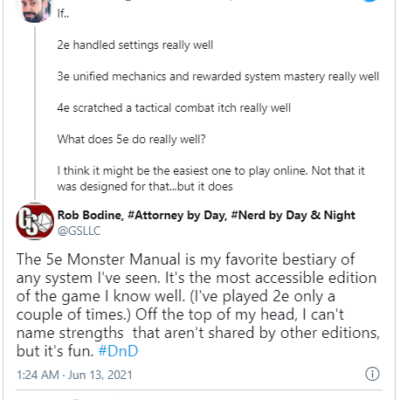 If..
2e handled settings really well
3e unified mechanics and rewarded system mastery really well
4e scratched a tactical combat itch really well
What does 5e do really well?
I think it might be the easiest one to play online. Not that it
was designed for that...but it does
Rob Bodine, #Attorney by Day, #Nerd by Day & Night
@GSLLC
The 5e Monster Manual is my favorite bestiary of
any system I've seen. It's the most accessible edition
of the game I know well. (I've played 2e only a
couple of times.) Off the top of my head, I can't
name strengths that aren't shared by other editions,
but it's fun. #DnD
1:24 AM · Jun 13, 2021